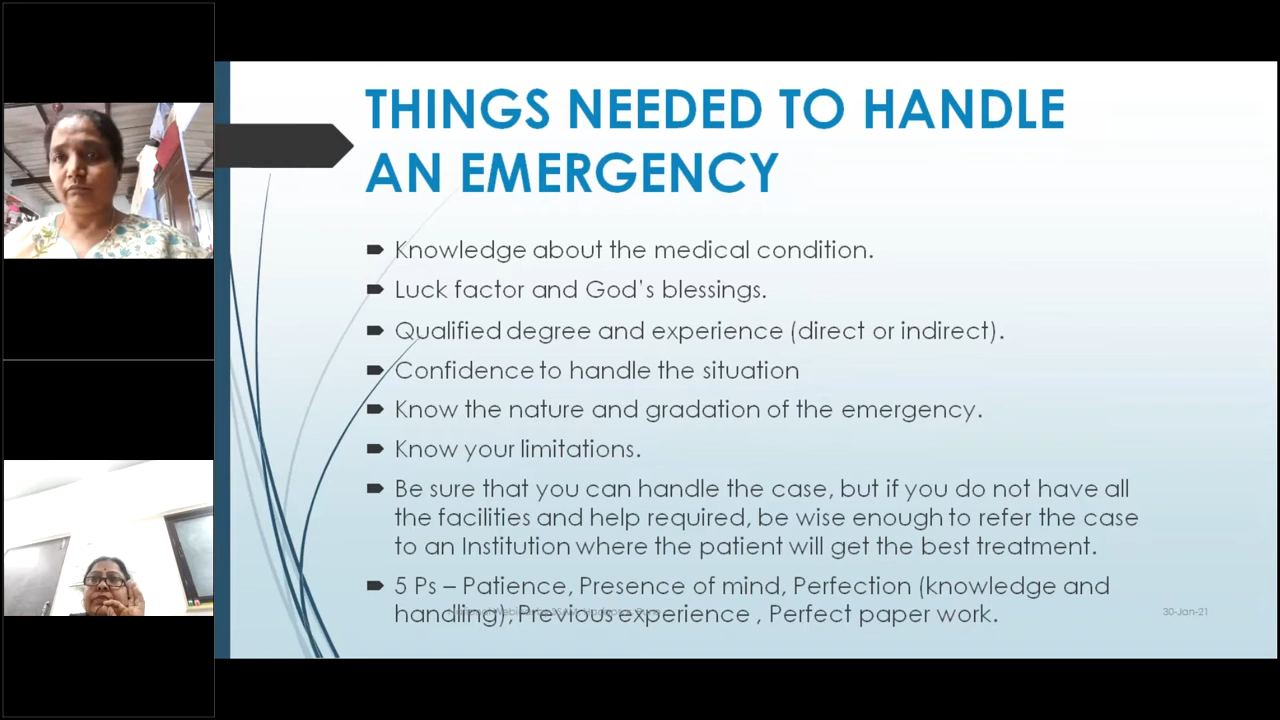 THINGS NEEDED TO HANDLE
AN EMERGENCY
Knowledge about the medical condition.
Luck factor and God's blessings.
Qualified degree and experience (direct or indirect).
Confidence to handle the situation
Know the nature and gradation of the emergency.
Know your limitations.
Be sure that you can handle the case, but if you do not have all
the facilities and help required, be wise enough to refer the case
to an Institution where the patient will get the best treatment.
5 Ps – Patience, Presence of mind, Perfection (knowledge and
handling), Previous experience , Perfect paper work.
30-Jan-21